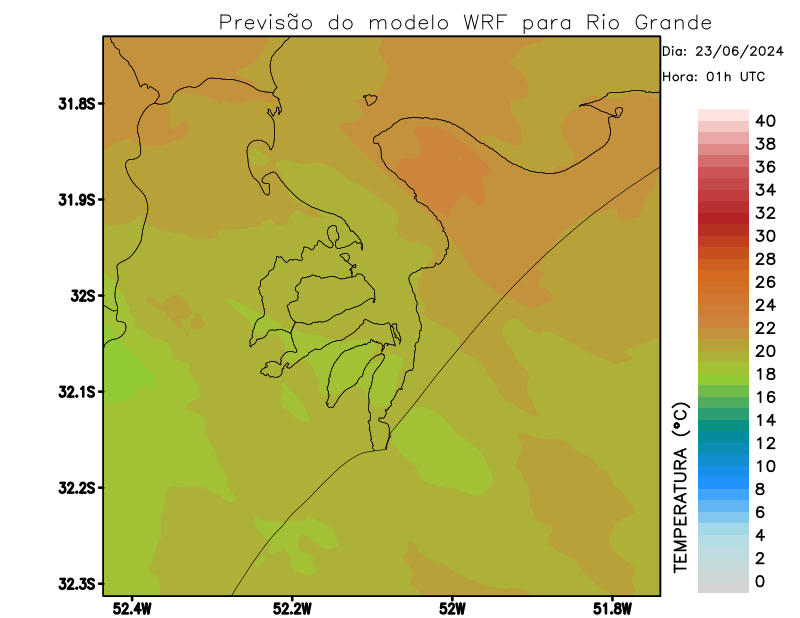 Previsão do modelo WRF para Rio Grande
Dia: 23/06/2024
Hora: 01h UTC
31.8S
31.9S
32S
32.1S
32.2S
32.3S
52.4W
52.2W
52W
51.8W
TEMPERATURA (°C)
40
38
36
34
32
30
28
26
24
22
20
18
16
14
12
10
8
6
4
2
0